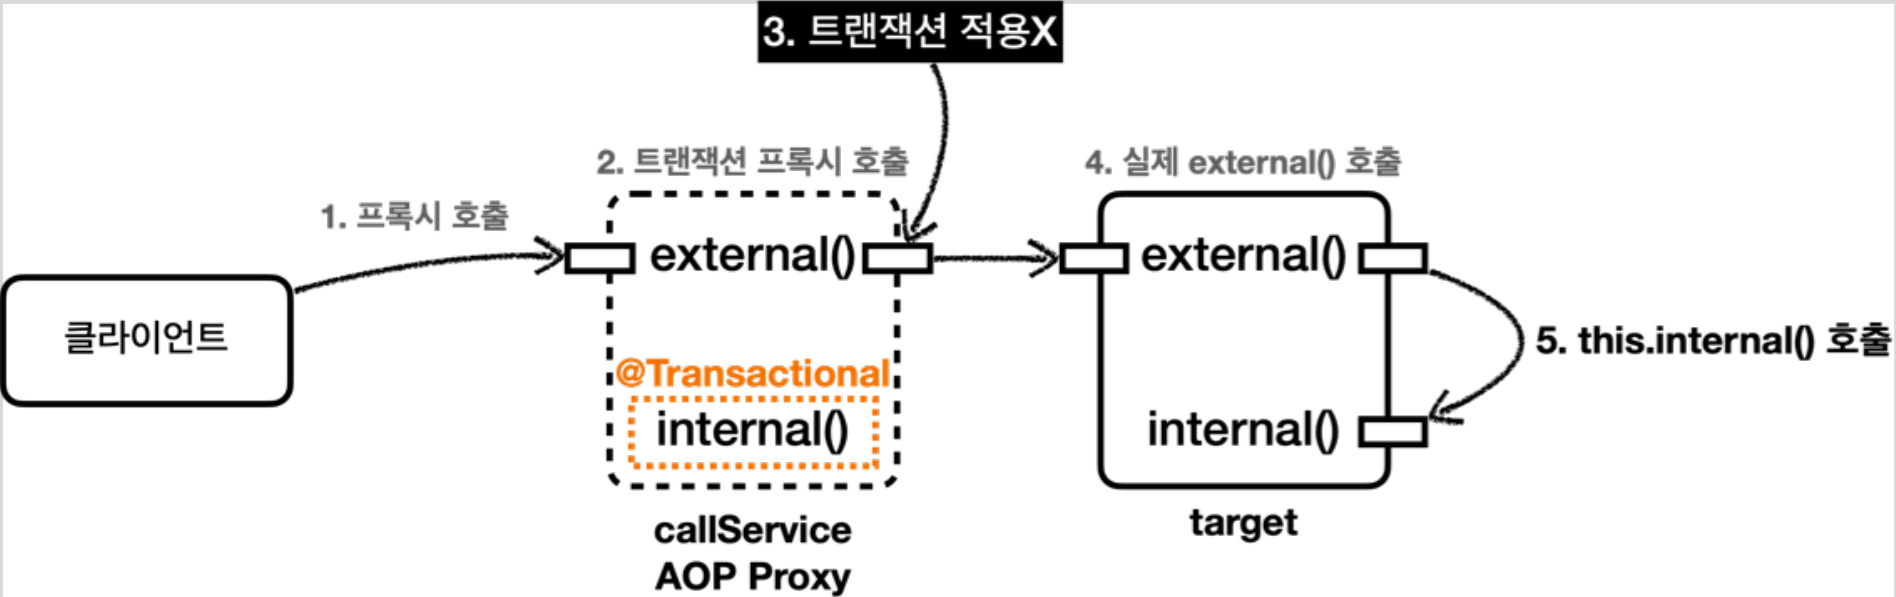 3. 트랜잭션 적용X
2. 트랜잭션 프록시 호출
4. 실제 external() 호출
1. 프록시 호출
external()
external()
클라이언트
5. this.internal() 호출
@Transactional
internal()
internal()
callService
AOP Proxy
target